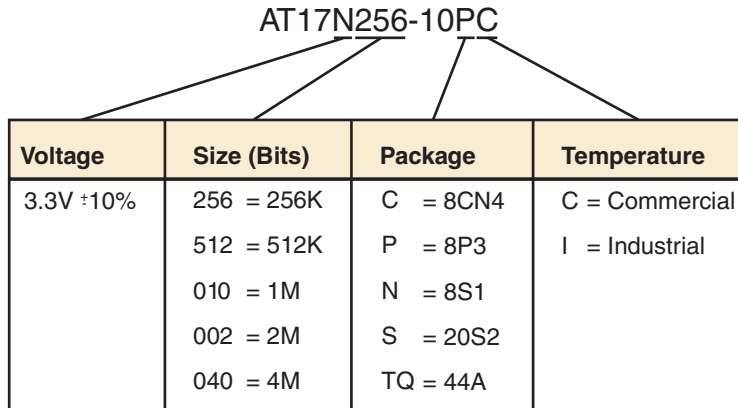 AT17N256-10PC
Voltage Size (Bits) Package Temperature
3.3V ±10% 256 = 256K C = 8CN4 C = Commercial
512 = 512K P = 8P3 I = Industrial
010 = 1M N = 8S1
002 = 2M S = 20S2
040 = 4M TQ = 44A